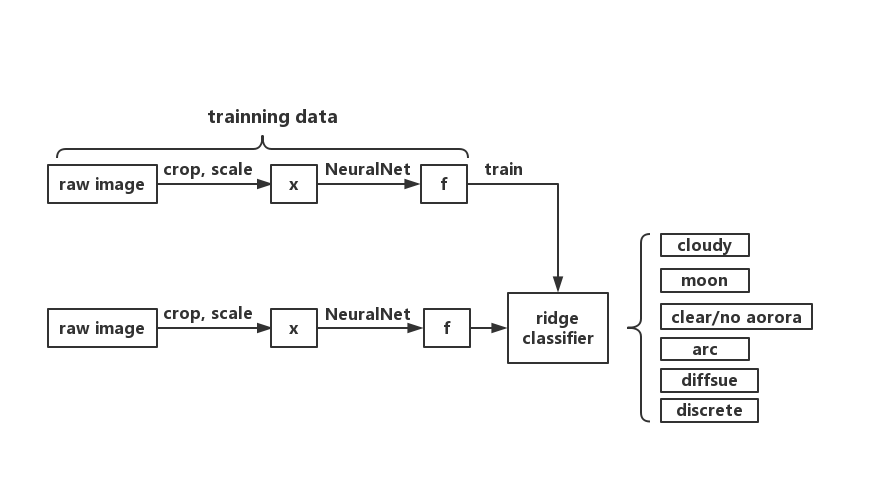 trainning data
raw image
crop, scale
x
NeuralNet
f
train
raw image
crop, scale
x
NeuralNet
f
ridge
classifier
cloudy
moon
clear/no aorora
arc
diffsue
discrete